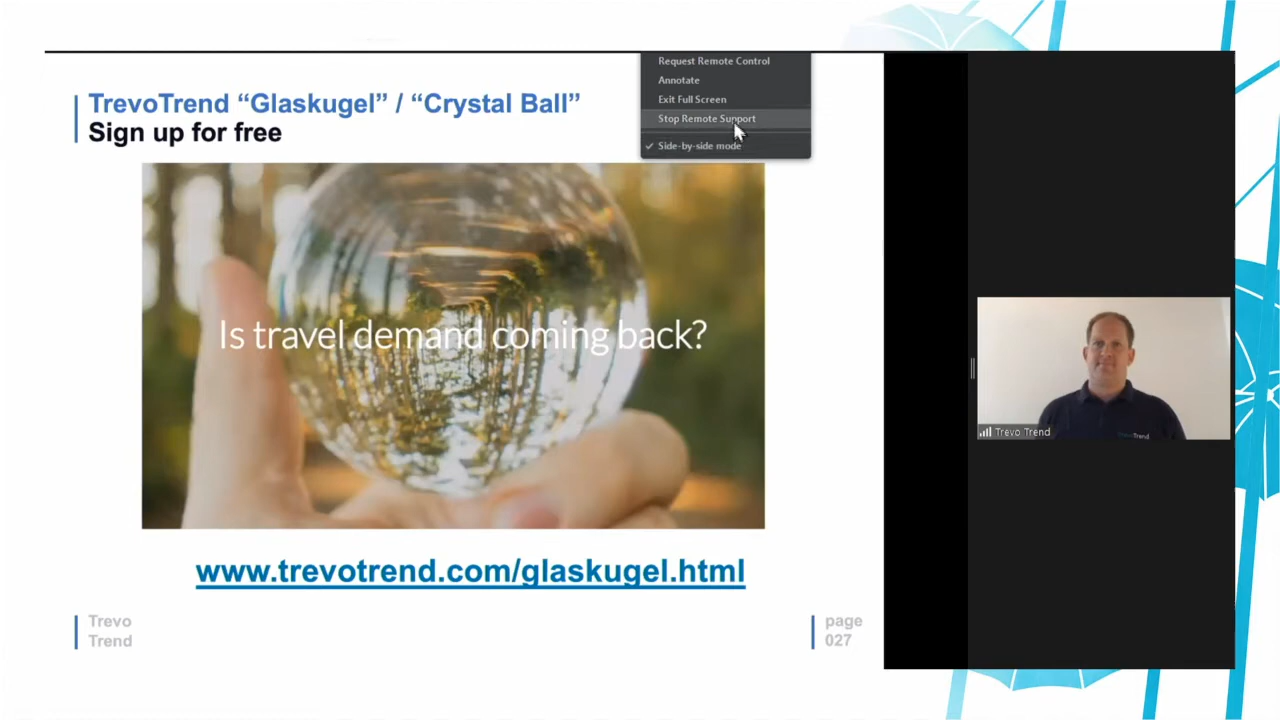 TrevoTrend “Glaskugel” / “Crystal Ball”
Sign up for free
Request Remote Control
Annotate
Exit Full Screen
Stop Remote Support
Side-by-side mode
Is travel demand coming back?
www.trevotrend.com/glaskugel.html
Trevo
Trend
page
027
Trevo Trend
TrevoTrend